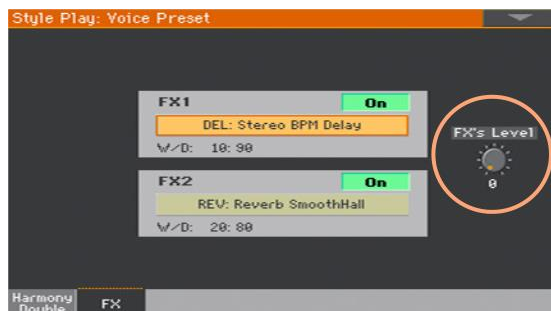 Style Play: Voice Preset
FX1
On
DEL: Stereo BPM Delay
W/D: 10:90
FX's Level
0
FX2
On
REV: Reverb SmoothHall
W/D: 20:80
Harmony
Double
FX